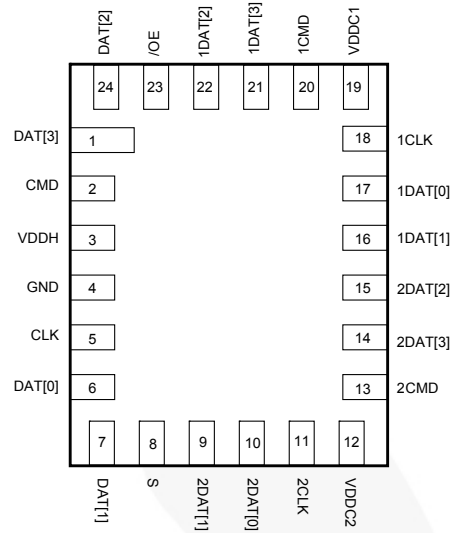 DAT[2]
/OE
1DAT[2]
1DAT[3]
1CMD
VDDC1
24
23
22
21
20
19
DAT[3]
1
18
1CLK
CMD
2
17
1DAT[0]
VDDH
3
16
1DAT[1]
GND
4
15
2DAT[2]
CLK
5
14
2DAT[3]
DAT[0]
6
13
2CMD
7
8
9
10
11
12
DAT[1]
S
2DAT[1]
2DAT[0]
2CLK
VDDC2